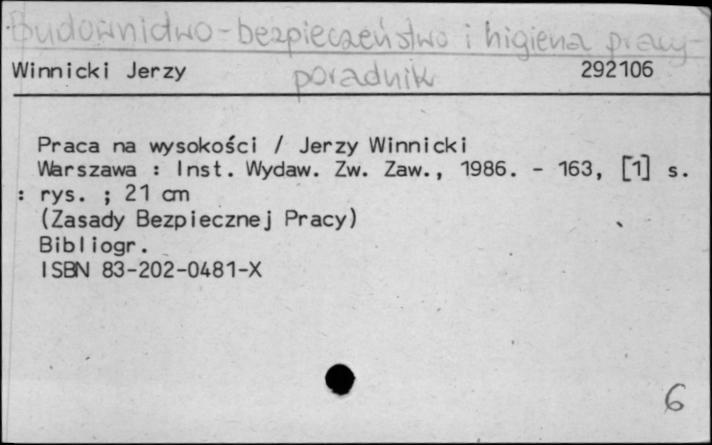 Budownictwo - bezpieczeństwo i higiena pracy -
poradnik
Winnicki Jerzy 292106
Praca na wysokości / Jerzy Winnicki
Warszawa : Inst. Wydaw. Zw. Zaw., 1986. - 163, [1] s.
: rys. ; 21 cm
(Zasady Bezpiecznej Pracy)
Bibliogr.
ISBN 83-202-0481-X
6